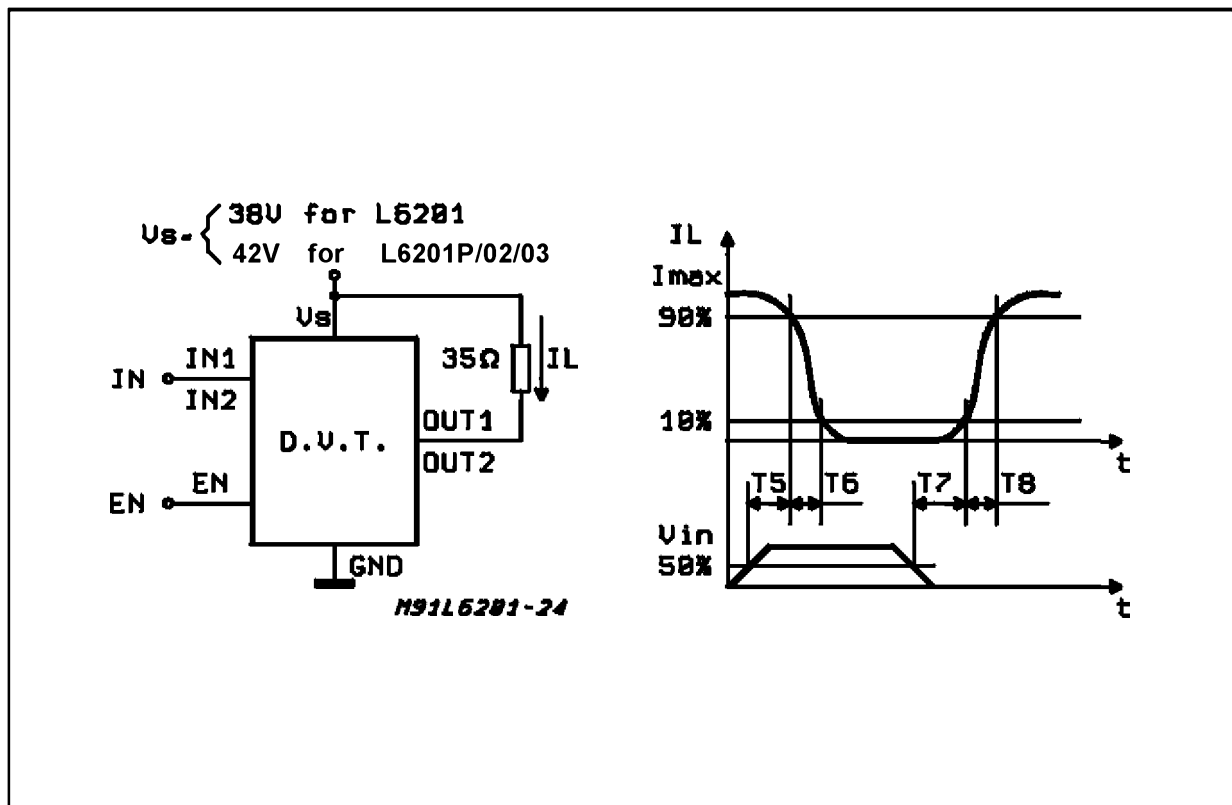 Vs= 38V for L6201
42V for L6201P/02/03
Vs
IN IN1
IN2
35Ω IL
D.U.T.
OUT1
OUT2
EN EN
GND
M91L6201-24
IL
Imax
90%
10%
t
T5 T6 T7 T8
Vin
50%
t